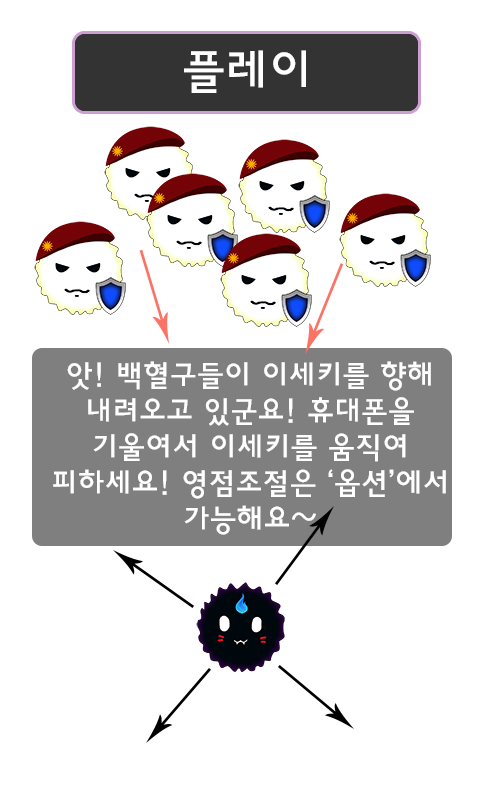 플레이
앗! 백혈구들이 이세키를 향해
내려오고 있군요! 휴대폰을
기울여서 이세키를 움직여
피하세요! 영점조절은 ‘옵션’에서
가능해요~